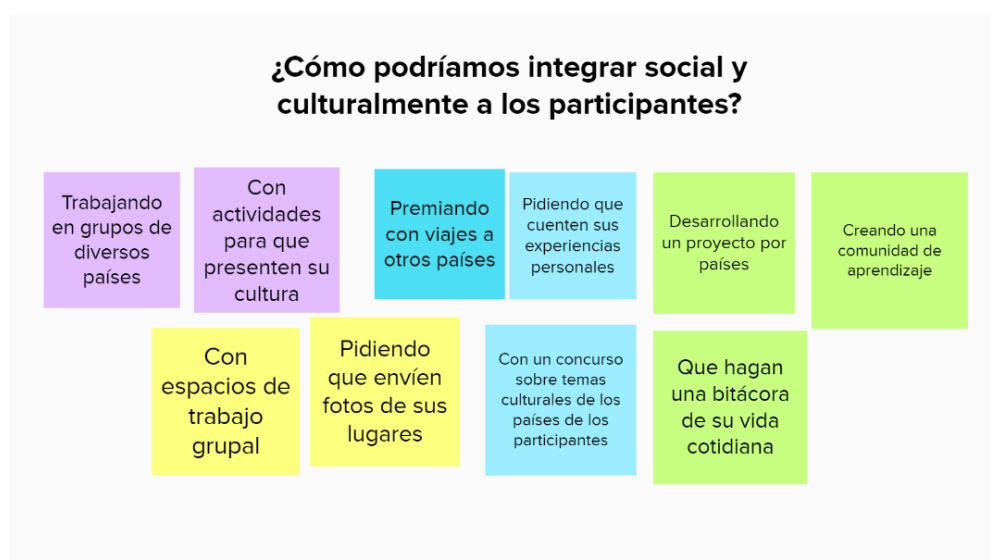 ¿Cómo podríamos integrar social y
culturalmente a los participantes?
Trabajando
en grupos de
diversos
países
Con
actividades
para que
presenten su
cultura
Premiando
con viajes a
otros países
Pidiendo que
cuenten sus
experiencias
personales
Desarrollando
un proyecto por
países
Creando una
comunidad de
aprendizaje
Con
espacios de
trabajo
grupal
Pidiendo
que envíen
fotos de sus
lugares
Con un concurso
sobre temas
culturales de los
países de los
participantes
Que hagan
una bitácora
de su vida
cotidiana